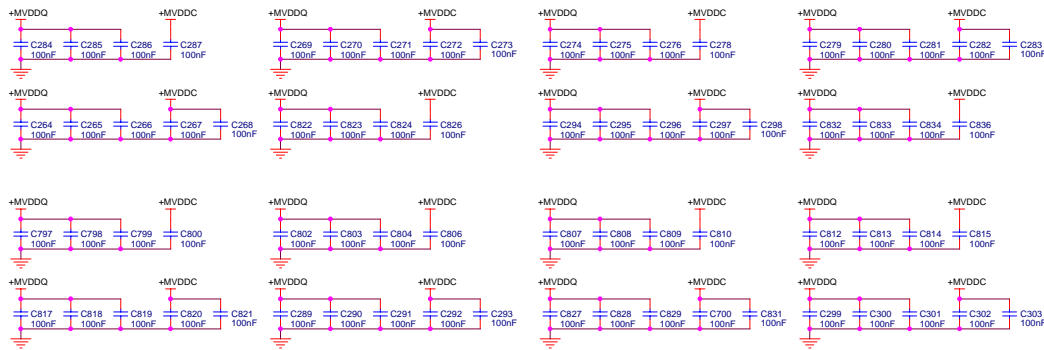 +MVDDQ +MVDDC +MVDDQ +MVDDC +MVDDQ +MVDDC +MVDDQ +MVDDC
C284 C285 C286 C287 C269 C270 C271 C272 C273 C274 C275 C276 C278 C279 C280 C281 C282 C283
100nF 100nF 100nF 100nF 100nF 100nF 100nF 100nF 100nF 100nF 100nF 100nF 100nF 100nF 100nF 100nF 100nF 100nF
+MVDDQ +MVDDC +MVDDQ +MVDDC +MVDDQ +MVDDC +MVDDQ +MVDDC
C264 C265 C266 C267 C268 C822 C823 C824 C826 C294 C295 C296 C297 C298 C832 C833 C834 C836
100nF 100nF 100nF 100nF 100nF 100nF 100nF 100nF 100nF 100nF 100nF 100nF 100nF 100nF 100nF 100nF 100nF 100nF
+MVDDQ +MVDDC +MVDDQ +MVDDC +MVDDQ +MVDDC +MVDDQ +MVDDC
C797 C798 C799 C800 C802 C803 C804 C806 C807 C808 C809 C810 C812 C813 C814 C815
100nF 100nF 100nF 100nF 100nF 100nF 100nF 100nF 100nF 100nF 100nF 100nF 100nF 100nF 100nF 100nF
+MVDDQ +MVDDC +MVDDQ +MVDDC +MVDDQ +MVDDC +MVDDQ +MVDDC
C817 C818 C819 C820 C821 C289 C290 C291 C292 C293 C827 C828 C829 C700 C831 C299 C300 C301 C302 C303
100nF 100nF 100nF 100nF 100nF 100nF 100nF 100nF 100nF 100nF 100nF 100nF 100nF 100nF 100nF 100nF 100nF 100nF 100nF 100nF